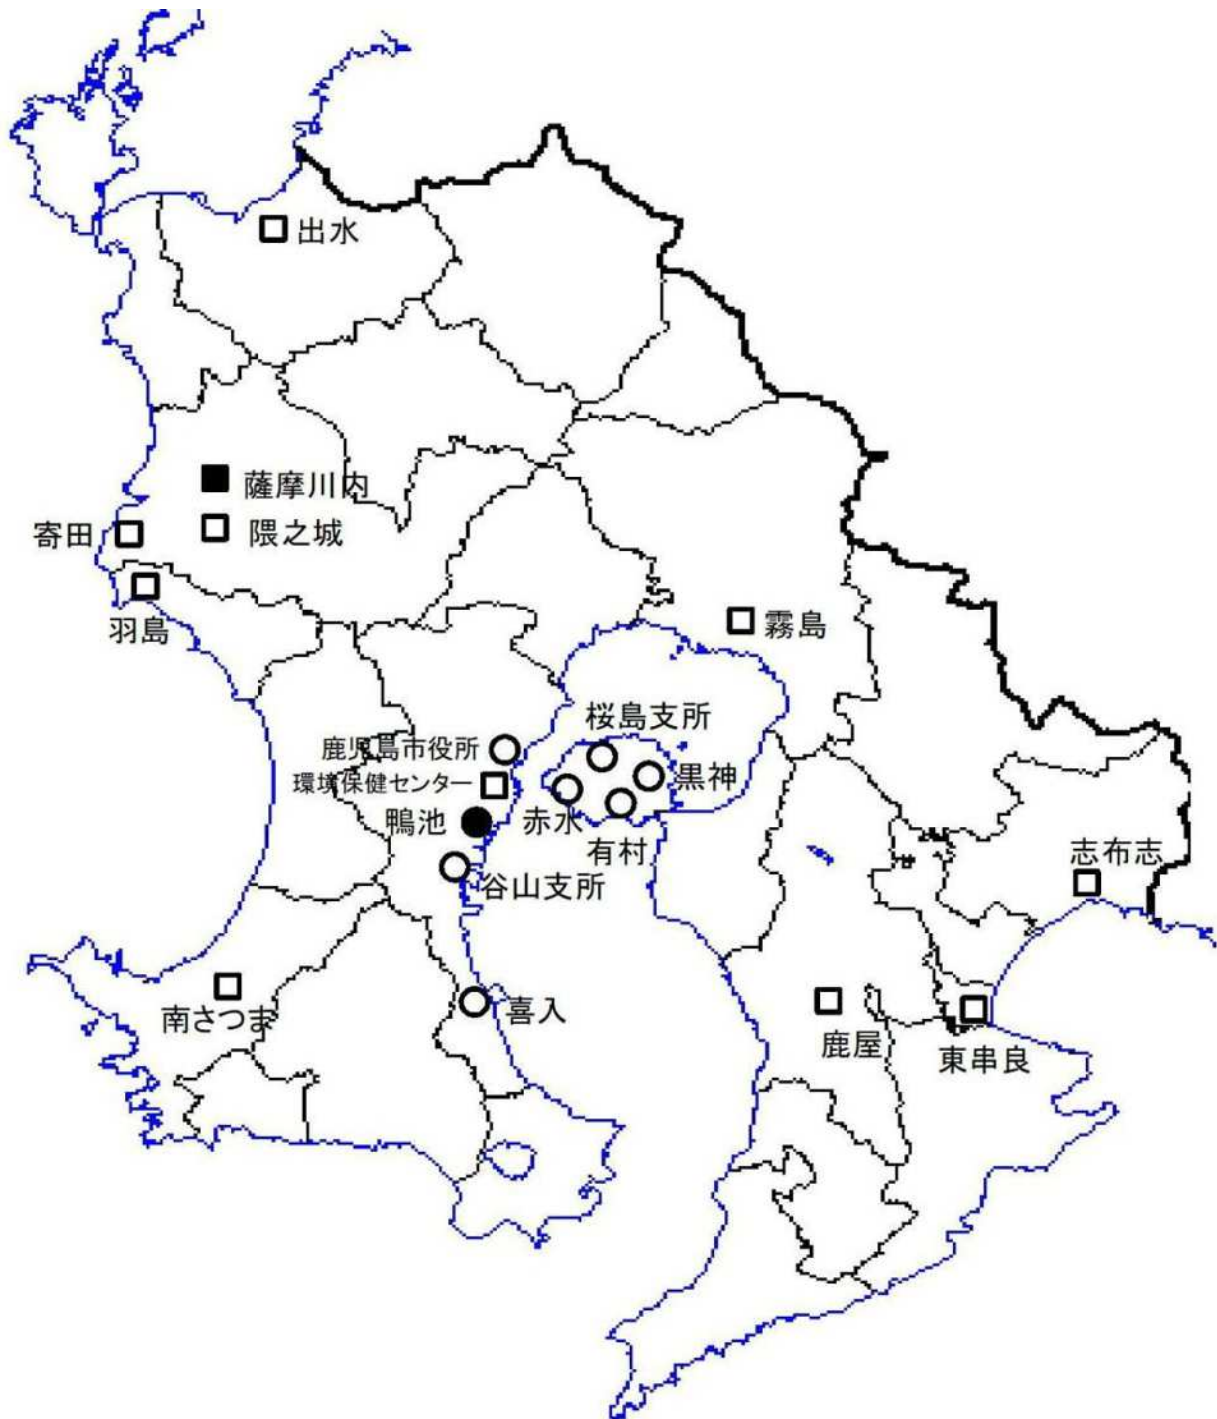 出水
薩摩川内
寄田
隈之城
羽島
霧島
桜島支所
鹿児島市役所
黒神
環境保健センター
鴨池
赤水
有村
志布志
谷山支所
南さつま
喜入
鹿屋
東串良